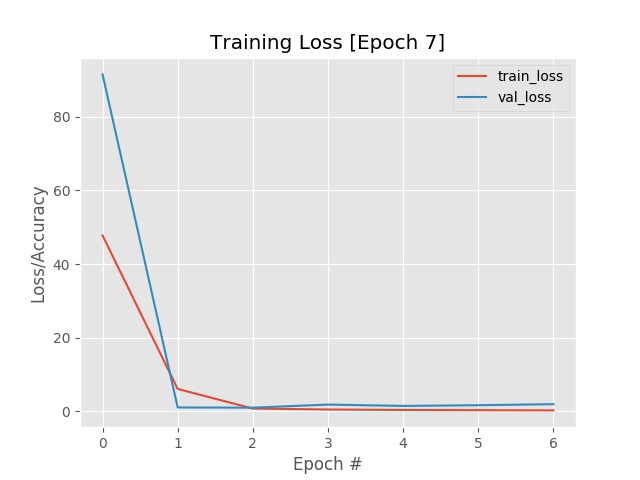 Training Loss [Epoch 7]
train_loss
val_loss
80
60
40
20
0
Loss/Accuracy
0 1 2 3 4 5 6
Epoch #